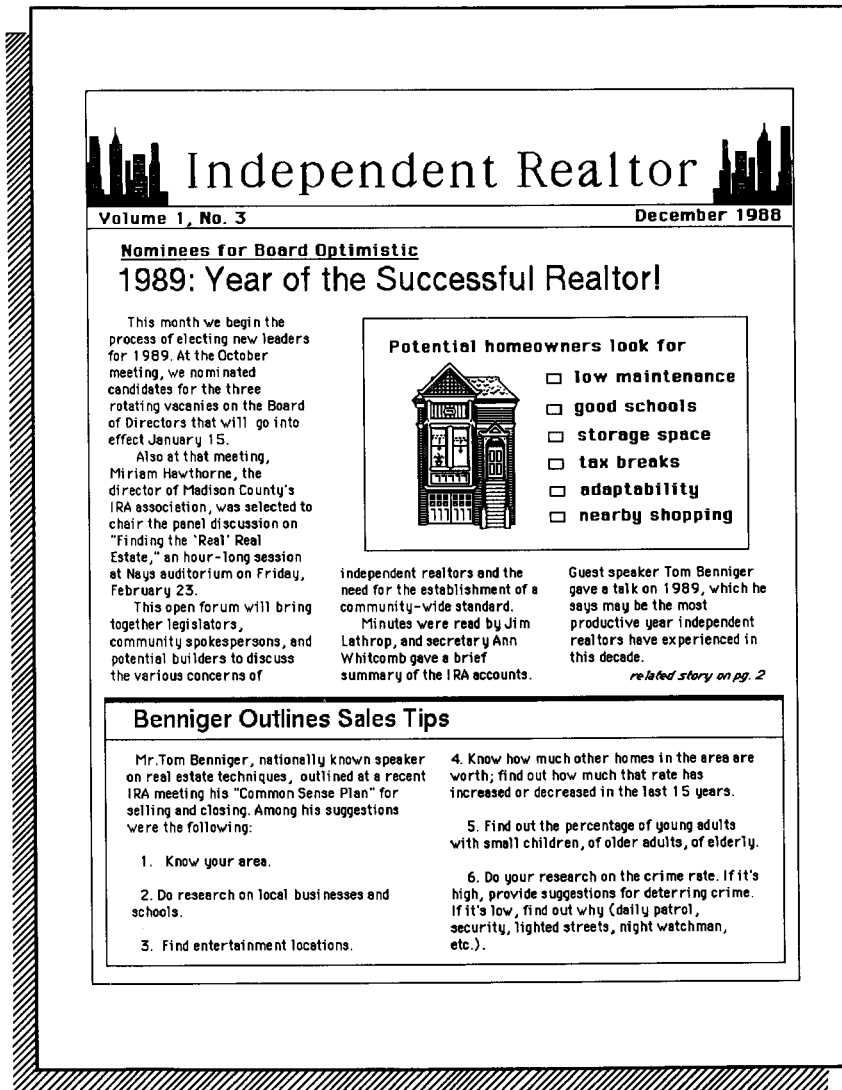 Independent Realtor
Volume 1, No. 3
December 1988
Nominees for Board Optimistic
1989: Year of the Successful Realtor!
This month we begin the
process of electing new leaders
for 1989. At the October
meeting, we nominated
candidates for the three
rotating vacanies on the Board
of Directors that will go into
effect January 15.
Also at that meeting,
Miriam Hawthorne, the
director of Madison County's
IRA association, was selected to
chair the panel discussion on
"Finding the 'Real' Real
Estate," an hour-long session
at Nays auditorium on Friday,
February 23.
This open forum will bring
together legislators,
community spokespersons, and
potential builders to discuss
the various concerns of
Potential homeowners look for
low maintenance
good schools
storage space
tax breaks
adaptability
nearby shopping
independent realtors and the
need for the establishment of a
community-wide standard.
Minutes were read by Jim
Lathrop, and secretary Ann
Whitcomb gave a brief
summary of the IRA accounts.
Guest speaker Tom Benniger
gave a talk on 1989, which he
says may be the most
productive year independent
realtors have experienced in
this decade.
related story on pg. 2
Benniger Outlines Sales Tips
Mr.Tom Benniger, nationally known speaker
on real estate techniques, outlined at a recent
IRA meeting his "Common Sense Plan" for
selling and closing. Among his suggestions
were the following:
1. Know your area.
2. Do research on local businesses and
schools.
3. Find entertainment locations.
4. Know how much other homes in the area are
worth; find out how much that rate has
increased or decreased in the last 15 years.
5. Find out the percentage of young adults
with small children, of older adults, of elderly.
6. Do your research on the crime rate. If it's
high, provide suggestions for deterring crime.
If it's low, find out why (daily patrol,
security, lighted streets, night watchman,
etc.).